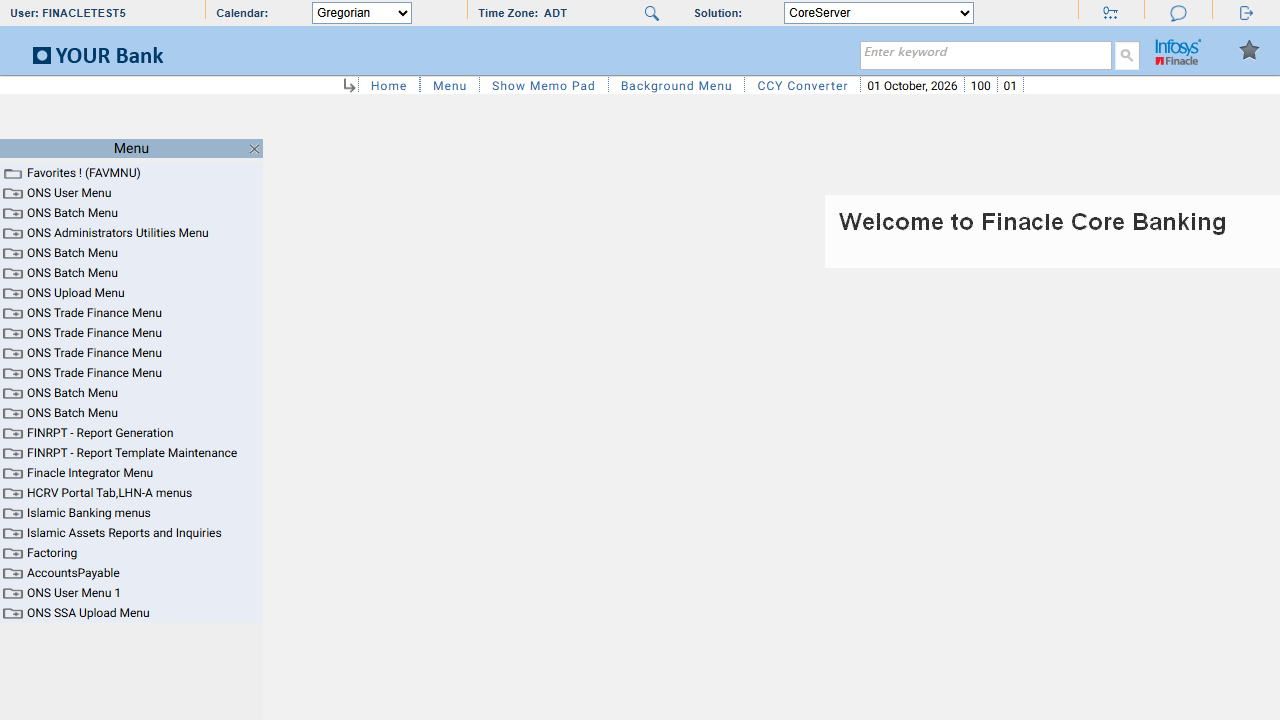 User: FINACLETEST5 Calendar: Gregorian Time Zone: ADT Solution: CoreServer
YOUR Bank Enter keyword Infosys Finacle
Home Menu Show Memo Pad Background Menu CCY Converter 01 October, 2026 100 01
Menu
Favorites ! (FAVMNU)
ONS User Menu
ONS Batch Menu
ONS Administrators Utilities Menu
ONS Batch Menu
ONS Batch Menu
ONS Upload Menu
ONS Trade Finance Menu
ONS Trade Finance Menu
ONS Trade Finance Menu
ONS Trade Finance Menu
ONS Batch Menu
ONS Batch Menu
FINRPT - Report Generation
FINRPT - Report Template Maintenance
Finacle Integrator Menu
HCRV Portal Tab,LHN-A menus
Islamic Banking menus
Islamic Assets Reports and Inquiries
Factoring
AccountsPayable
ONS User Menu 1
ONS SSA Upload Menu
Welcome to Finacle Core Banking